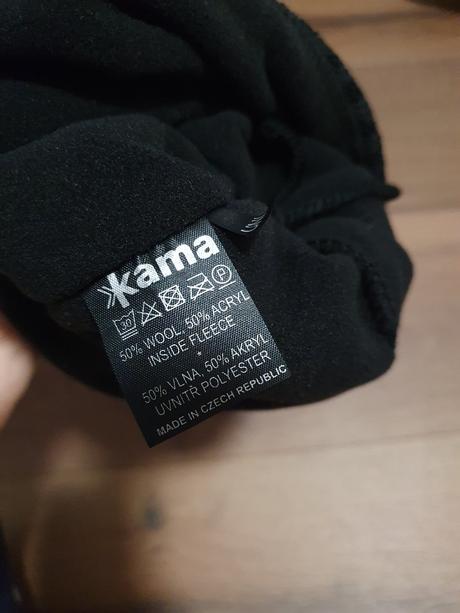 kama
30 P
50% WOOL, 50% ACRYL
INSIDE FLEECE
*
50% VLNA, 50% AKRYL
UVNITŘ POLYESTER
MADE IN CZECH REPUBLIC